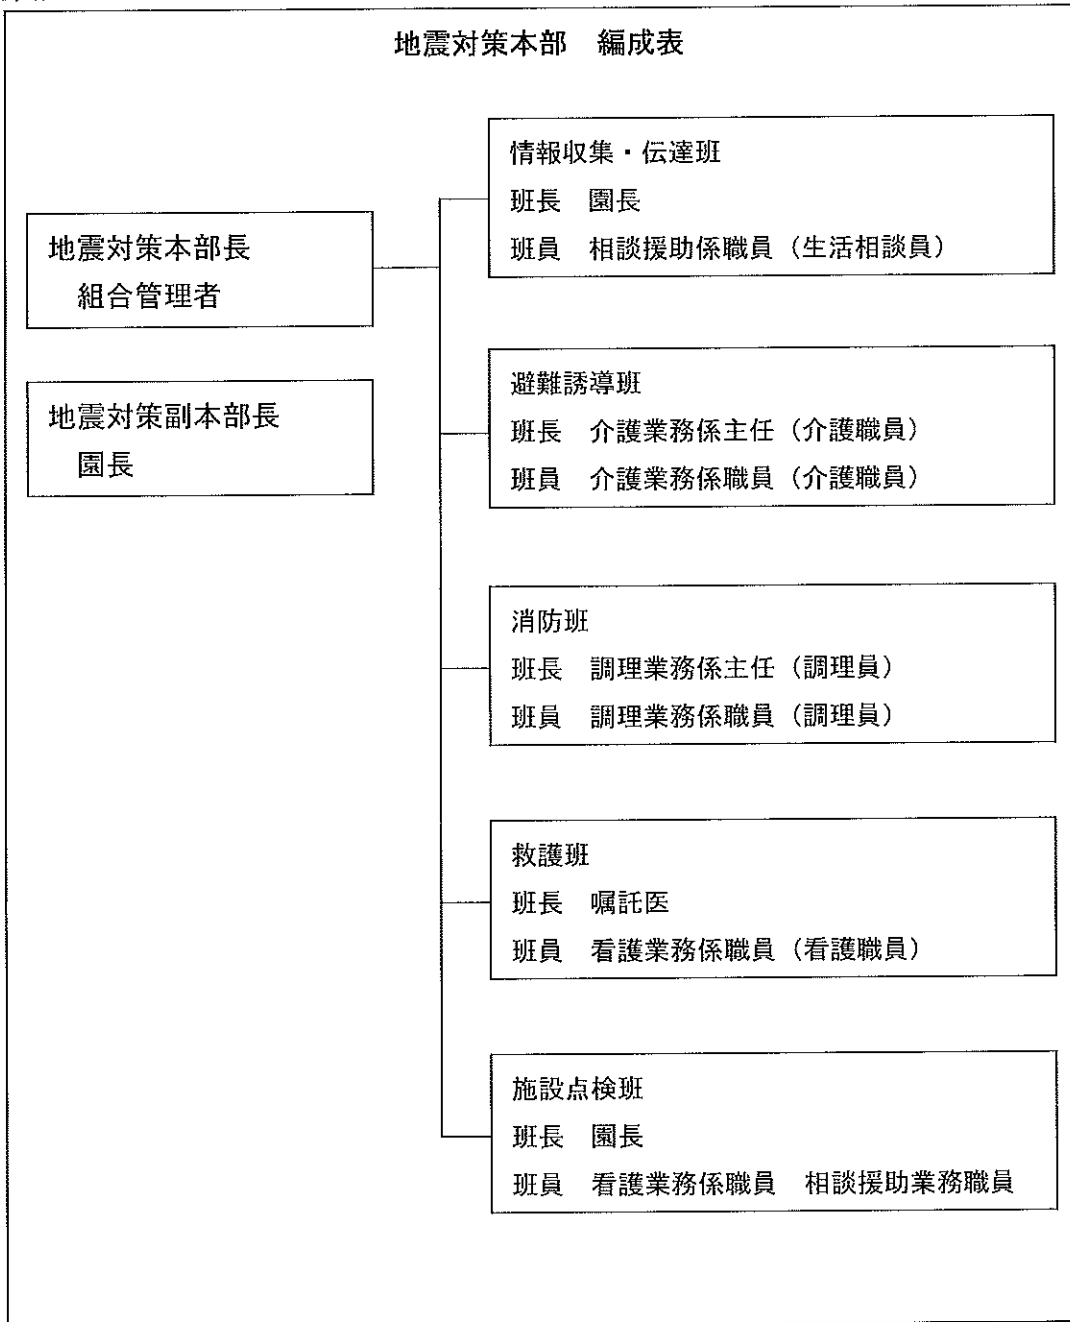 地震対策本部　編成表
地震対策本部長
組合管理者
地震対策副本部長
園長
情報収集・伝達班
班長　園長
班員　相談援助係職員（生活相談員）
避難誘導班
班長　介護業務係主任（介護職員）
班員　介護業務係職員（介護職員）
消防班
班長　調理業務係主任（調理員）
班員　調理業務係職員（調理員）
救護班
班長　嘱託医
班員　看護業務係職員（看護職員）
施設点検班
班長　園長
班員　看護業務係職員　相談援助業務職員